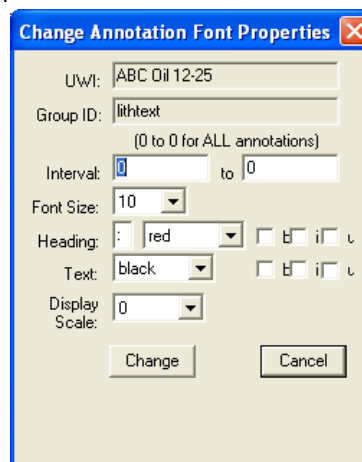 Change Annotation Font Properties
UWI: ABC Oil 12-25
Group ID: lithtext
(0 to 0 for ALL annotations)
Interval: 0 to 0
Font Size: 10
Heading: : red i
Text: black i
Display
Scale: 0
Change Cancel